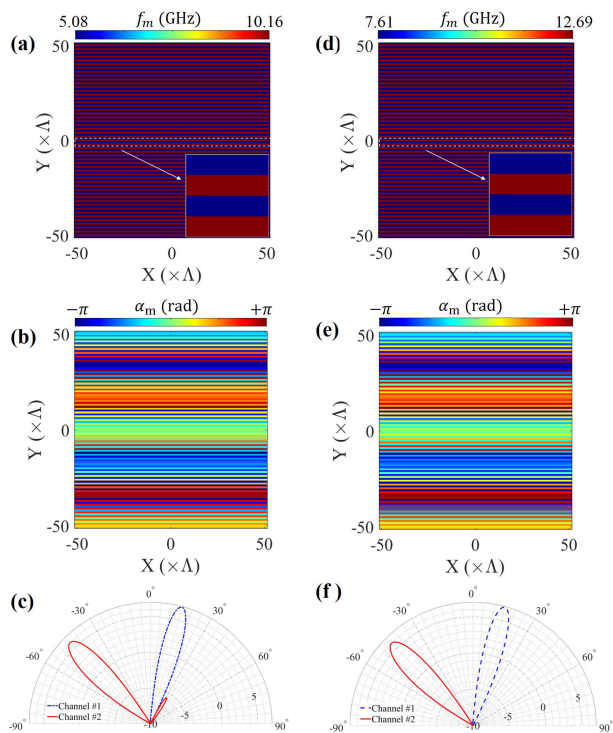 5.08 f_m (GHz) 10.16
(a)
50
0
-50
Y (×Λ)
-50 0 50
X (×Λ)
7.61 f_m (GHz) 12.69
(d)
50
0
-50
Y (×Λ)
-50 0 50
X (×Λ)
−π α_m (rad) +π
(b)
50
0
-50
Y (×Λ)
-50 0 50
X (×Λ)
−π α_m (rad) +π
(e)
50
0
-50
Y (×Λ)
-50 0 50
X (×Λ)
(c)
0°
-30° 30°
-60° 60°
-90° -10 -5 0 5 90°
Channel #1
Channel #2
(f)
0°
-30° 30°
-60° 60°
-90° -10 -5 0 5 90°
Channel #1
Channel #2